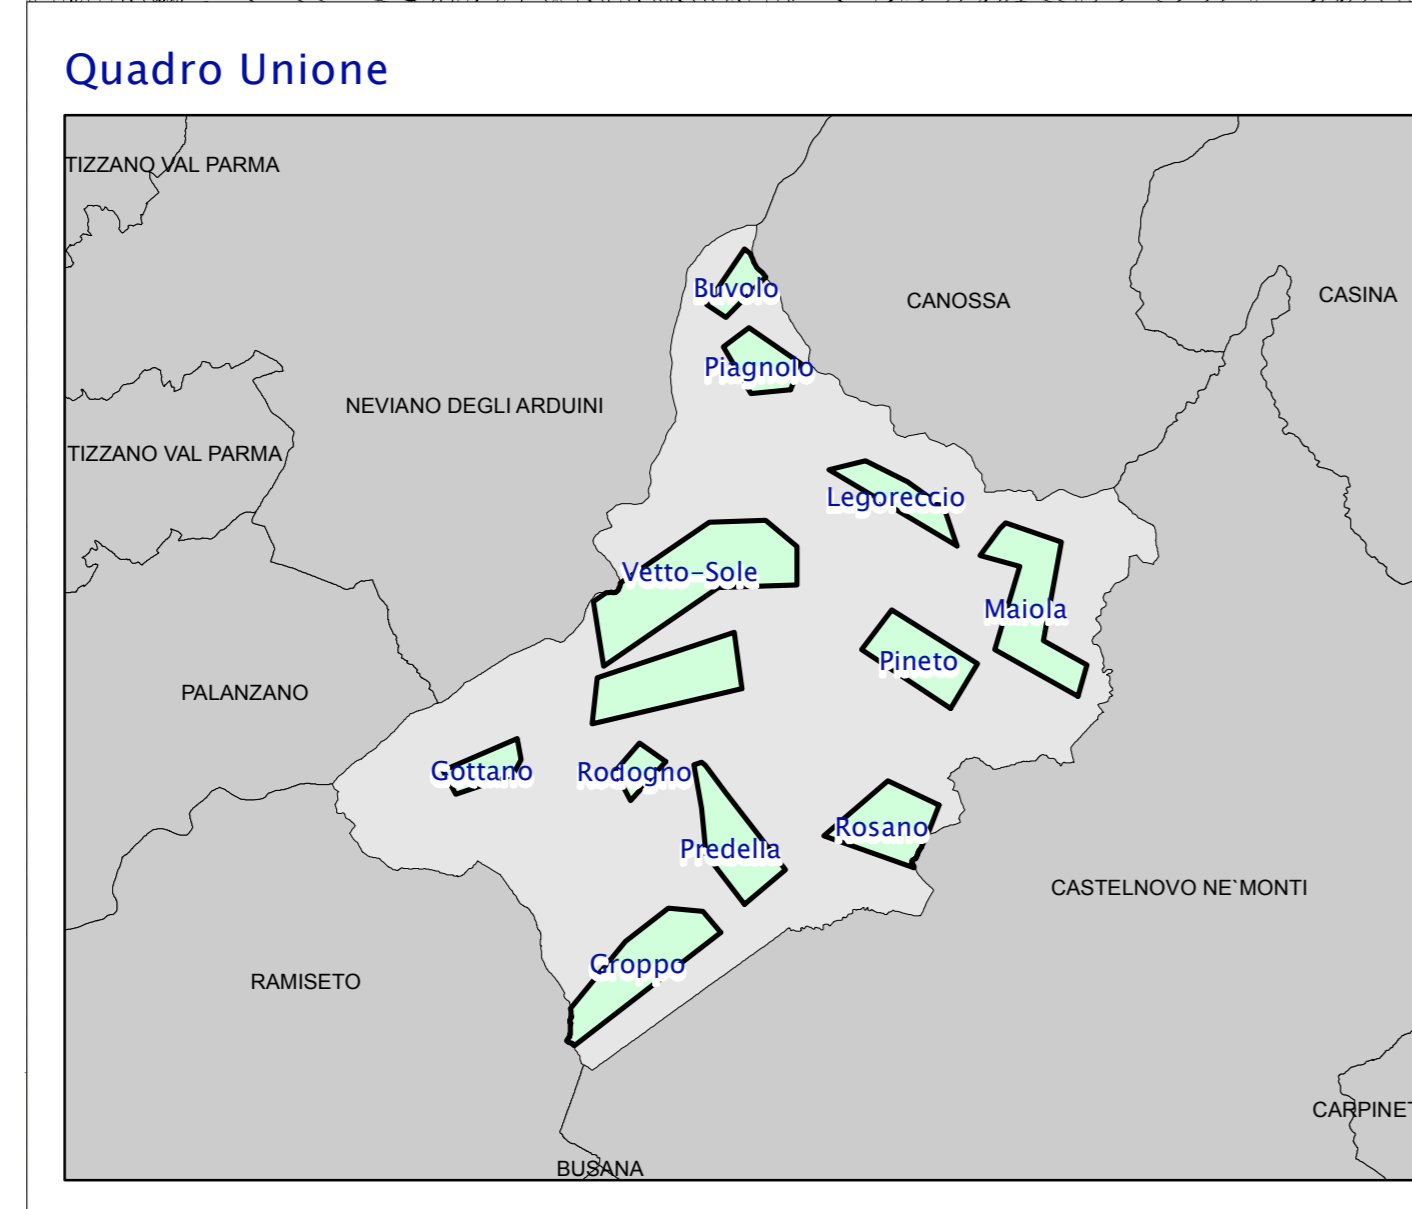 Quadro Unione
TIZZANO VAL PARMA
Buvolo
CANOSSA
CASINA
Piagnolo
NEVIANO DEGLI ARDUINI
TIZZANO VAL PARMA
Legoreccio
Vetto-Sole
Maiola
Pineto
PALANZANO
Gottano
Rodogno
Rosano
Predella
CASTELNOVO NE`MONTI
Groppo
RAMISETO
CARPINET
BUSANA